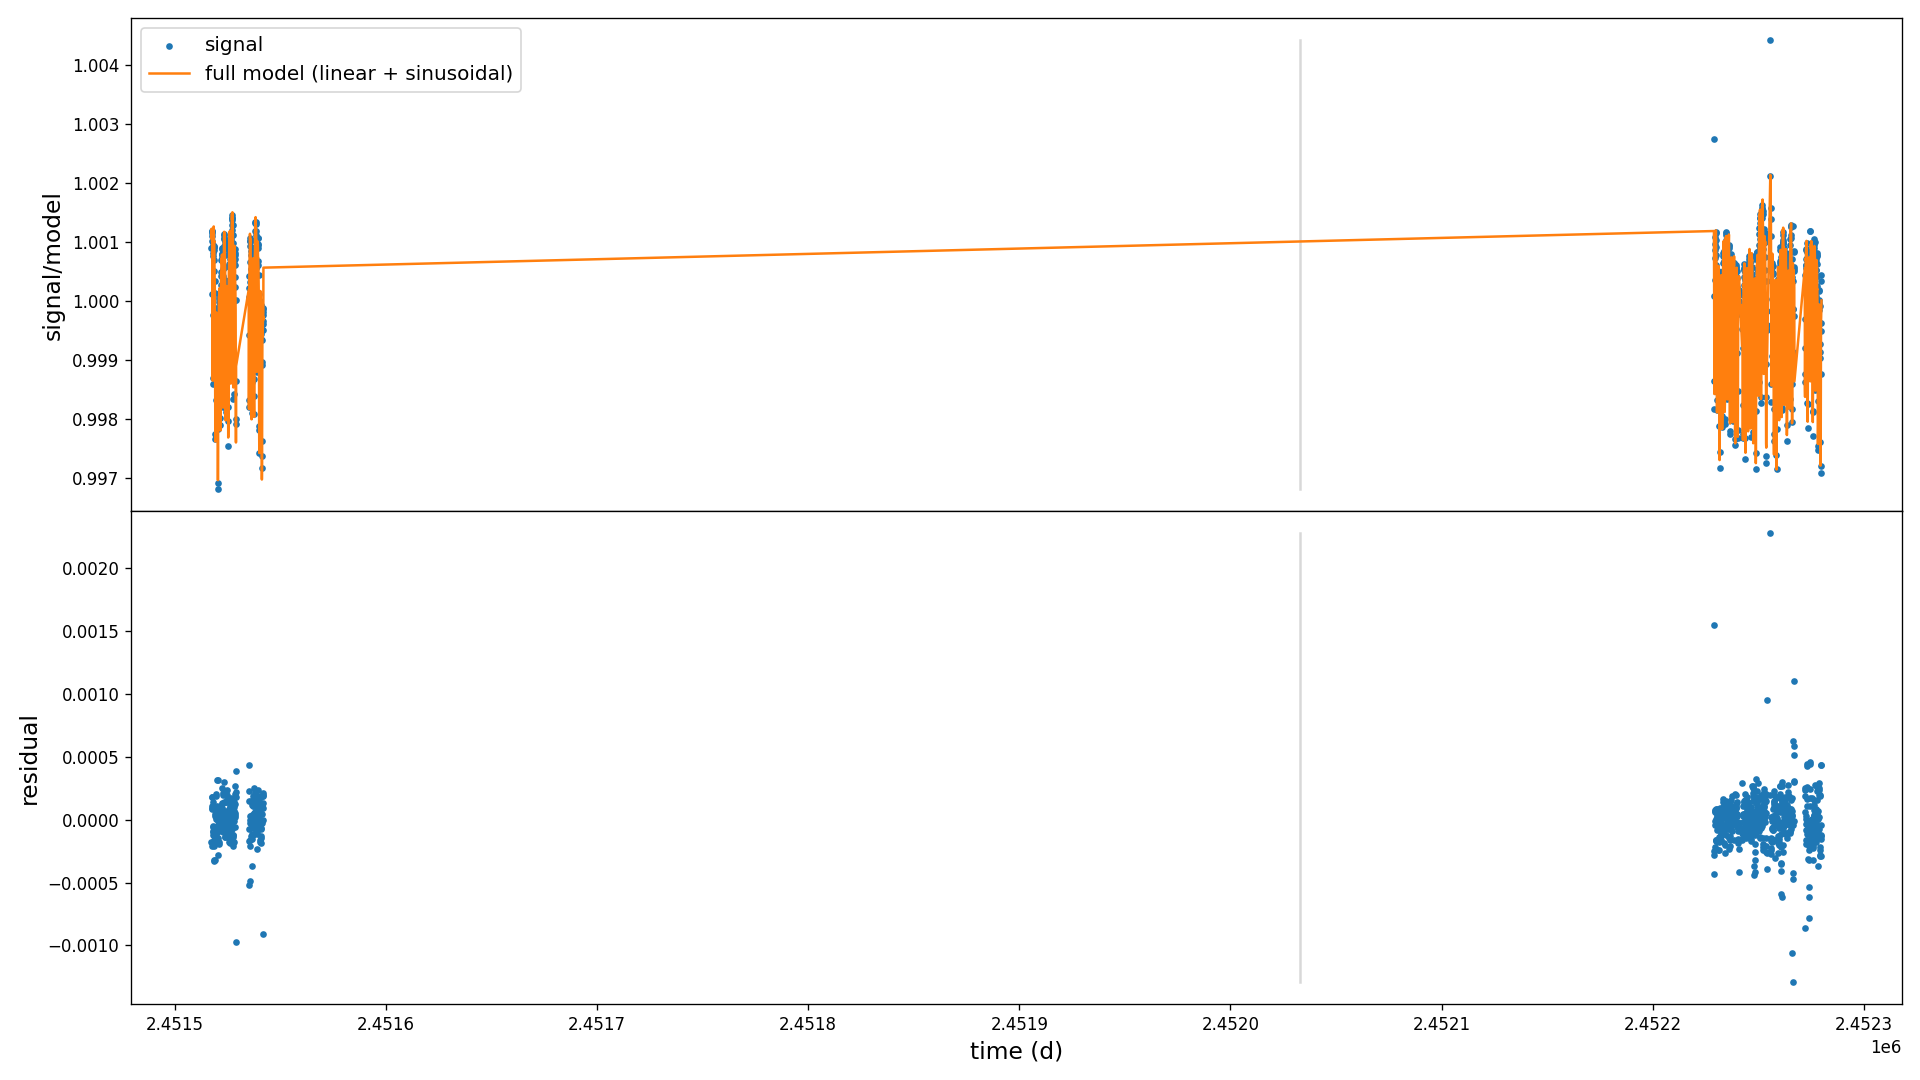 signal
full model (linear + sinusoidal)
signal/model
1.004
1.003
1.002
1.001
1.000
0.999
0.998
0.997
residual
0.0020
0.0015
0.0010
0.0005
0.0000
−0.0005
−0.0010
2.4515 2.4516 2.4517 2.4518 2.4519 2.4520 2.4521 2.4522 2.4523
1e6
time (d)